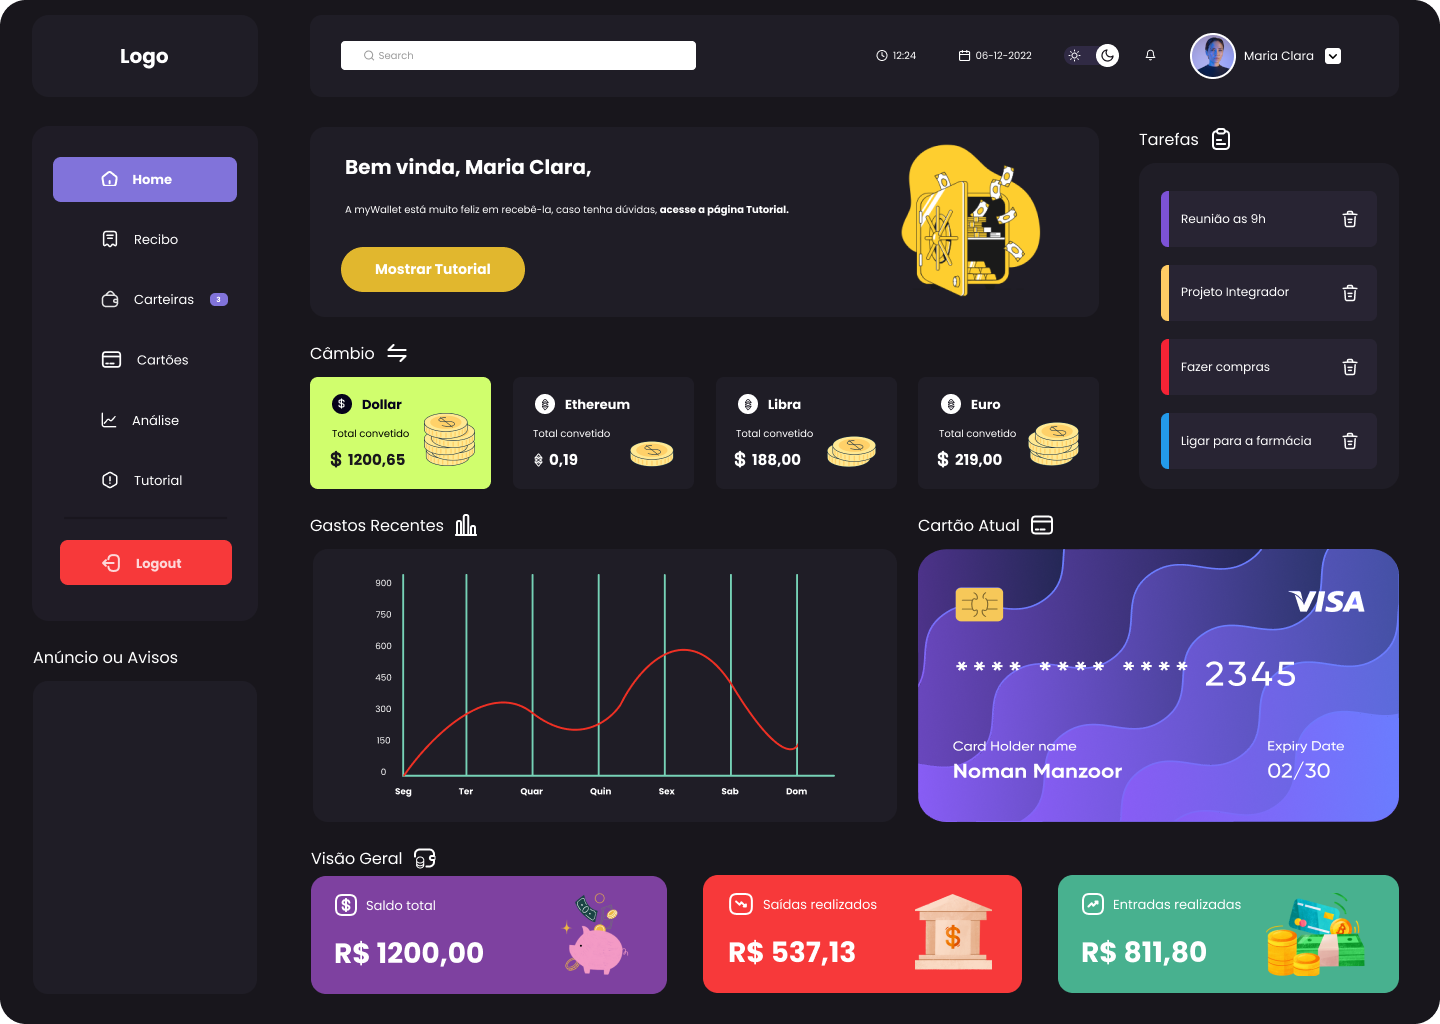 Logo
Search
12:24
06-12-2022
Maria Clara
Home
Recibo
Carteiras 3
Cartões
Análise
Tutorial
Logout
Anúncio ou Avisos
Bem vinda, Maria Clara,
A myWallet está muito feliz em recebê-la, caso tenha dúvidas, acesse a página Tutorial.
Mostrar Tutorial
Tarefas
Reunião as 9h
Projeto Integrador
Fazer compras
Ligar para a farmácia
Câmbio
$ Dollar
Total convetido
$ 1200,65
Ethereum
Total convetido
0,19
Libra
Total convetido
$ 188,00
Euro
Total convetido
$ 219,00
Gastos Recentes
900
750
600
450
300
150
0
Seg Ter Quar Quin Sex Sab Dom
Cartão Atual
VISA
**** **** **** 2345
Card Holder name
Noman Manzoor
Expiry Date
02/30
Visão Geral
$ Saldo total
R$ 1200,00
Saídas realizados
R$ 537,13
$
Entradas realizadas
R$ 811,80